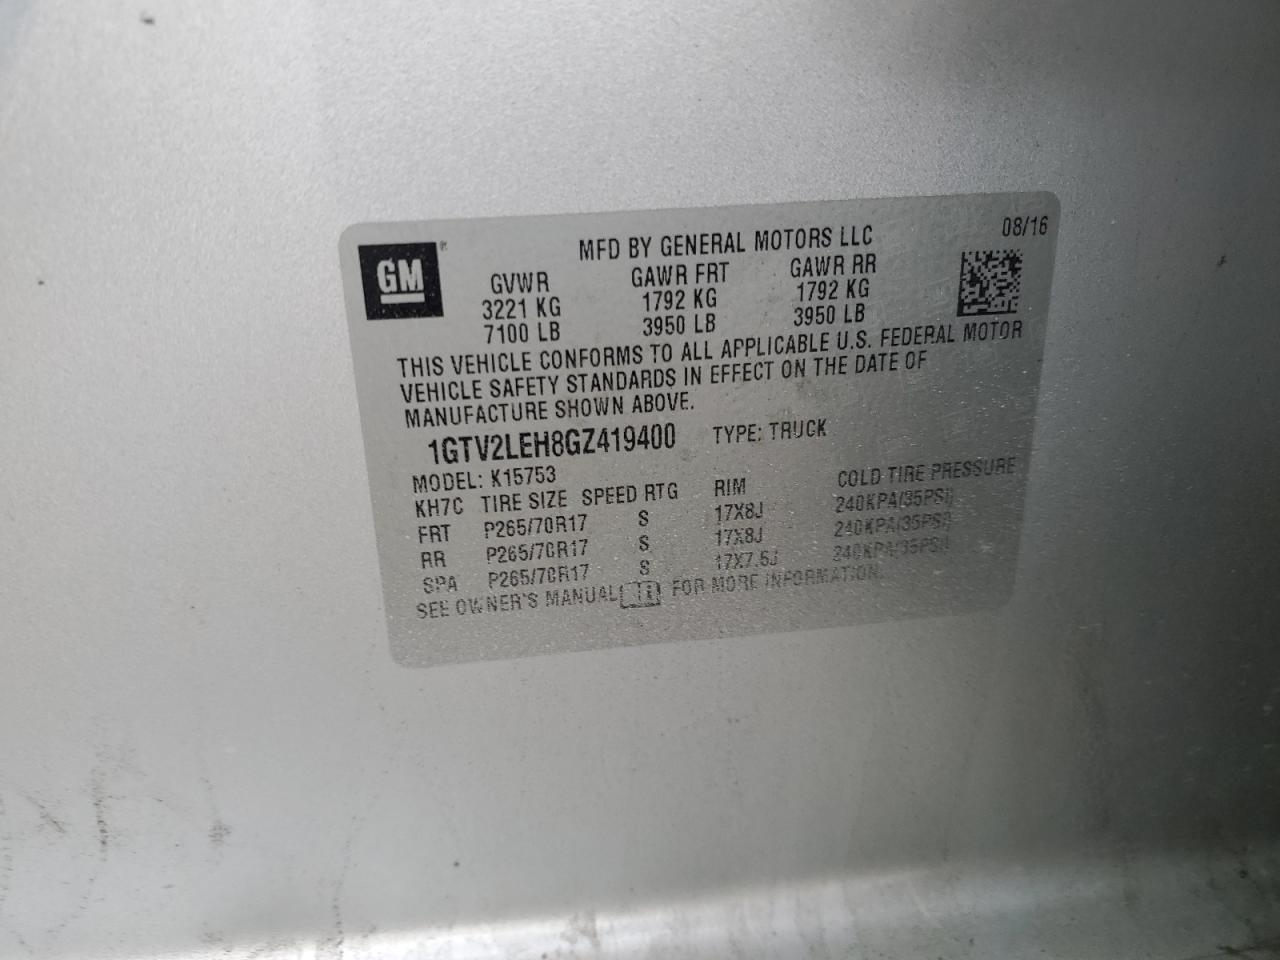 GM ®
MFD BY GENERAL MOTORS LLC 08/16
GVWR GAWR FRT GAWR RR
3221 KG 1792 KG 1792 KG
7100 LB 3950 LB 3950 LB
THIS VEHICLE CONFORMS TO ALL APPLICABLE U.S. FEDERAL MOTOR
VEHICLE SAFETY STANDARDS IN EFFECT ON THE DATE OF
MANUFACTURE SHOWN ABOVE.
1GTV2LEH8GZ419400 TYPE: TRUCK
MODEL: K15753
KH7C TIRE SIZE SPEED RTG RIM COLD TIRE PRESSURE
FRT P265/70R17 S 17X8J 240KPA(35PSI)
RR P265/70R17 S 17X8J 240KPA(35PSI)
SPA P265/70R17 S 17X7.5J 240KPA(35PSI)
SEE OWNER'S MANUAL FOR MORE INFORMATION.